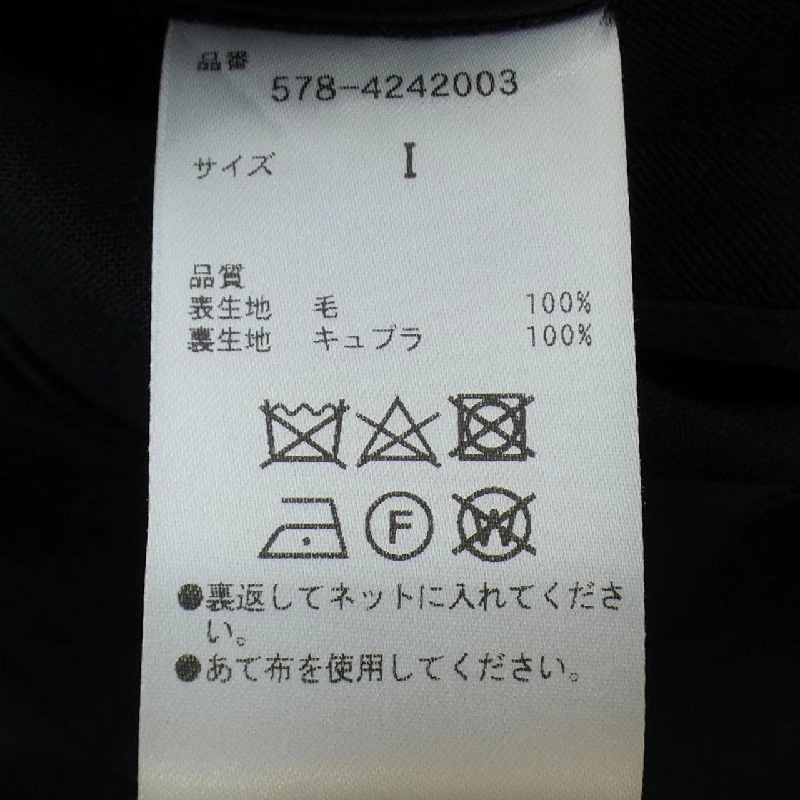 品番
578-4242003
サイズ I
品質
表生地 毛 100%
裏生地 キュプラ 100%
F
W
●裏返してネットに入れてくださ
い。
●あて布を使用してください。